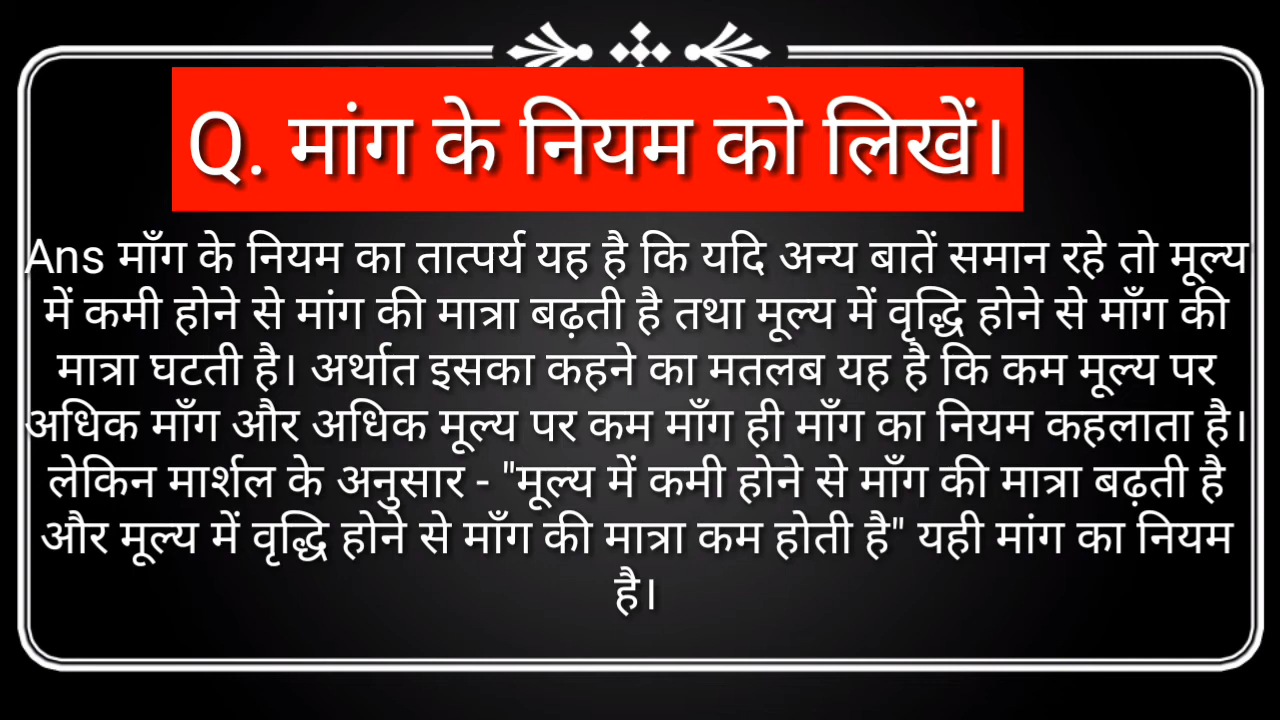 Q. मांग के नियम को लिखें।
Ans माँग के नियम का तात्पर्य यह है कि यदि अन्य बातें समान रहे तो मूल्य
में कमी होने से मांग की मात्रा बढ़ती है तथा मूल्य में वृद्धि होने से माँग की
मात्रा घटती है। अर्थात इसका कहने का मतलब यह है कि कम मूल्य पर
अधिक माँग और अधिक मूल्य पर कम माँग ही माँग का नियम कहलाता है।
लेकिन मार्शल के अनुसार - "मूल्य में कमी होने से माँग की मात्रा बढ़ती है
और मूल्य में वृद्धि होने से माँग की मात्रा कम होती है" यही मांग का नियम
है।